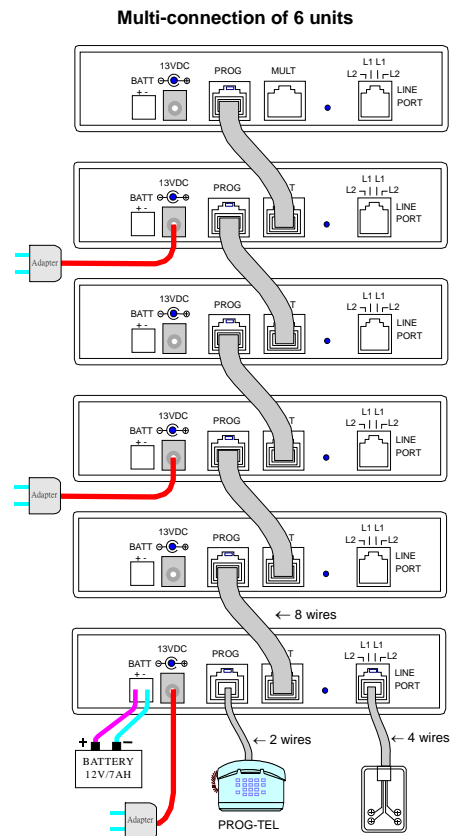 Multi-connection of 6 units
13VDC PROG MULT L1 L1
BATT L2 L2
+ - LINE
PORT
13VDC PROG T L1 L1
BATT L2 L2
+ - LINE
PORT
Adapter
13VDC PROG T L1 L1
BATT L2 L2
+ - LINE
PORT
13VDC PROG T L1 L1
BATT L2 L2
+ - LINE
PORT
Adapter
13VDC PROG T L1 L1
BATT L2 L2
+ - LINE
PORT
← 8 wires
13VDC PROG T L1 L1
BATT L2 L2
+ - LINE
PORT
+ −
← 2 wires
← 4 wires
BATTERY
12V/7AH
Adapter
PROG-TEL